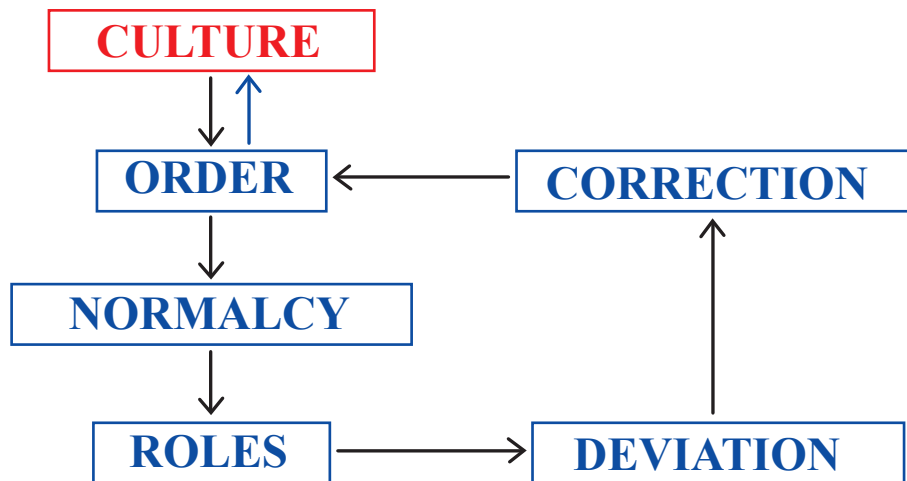 CULTURE
ORDER
CORRECTION
NORMALCY
ROLES
DEVIATION